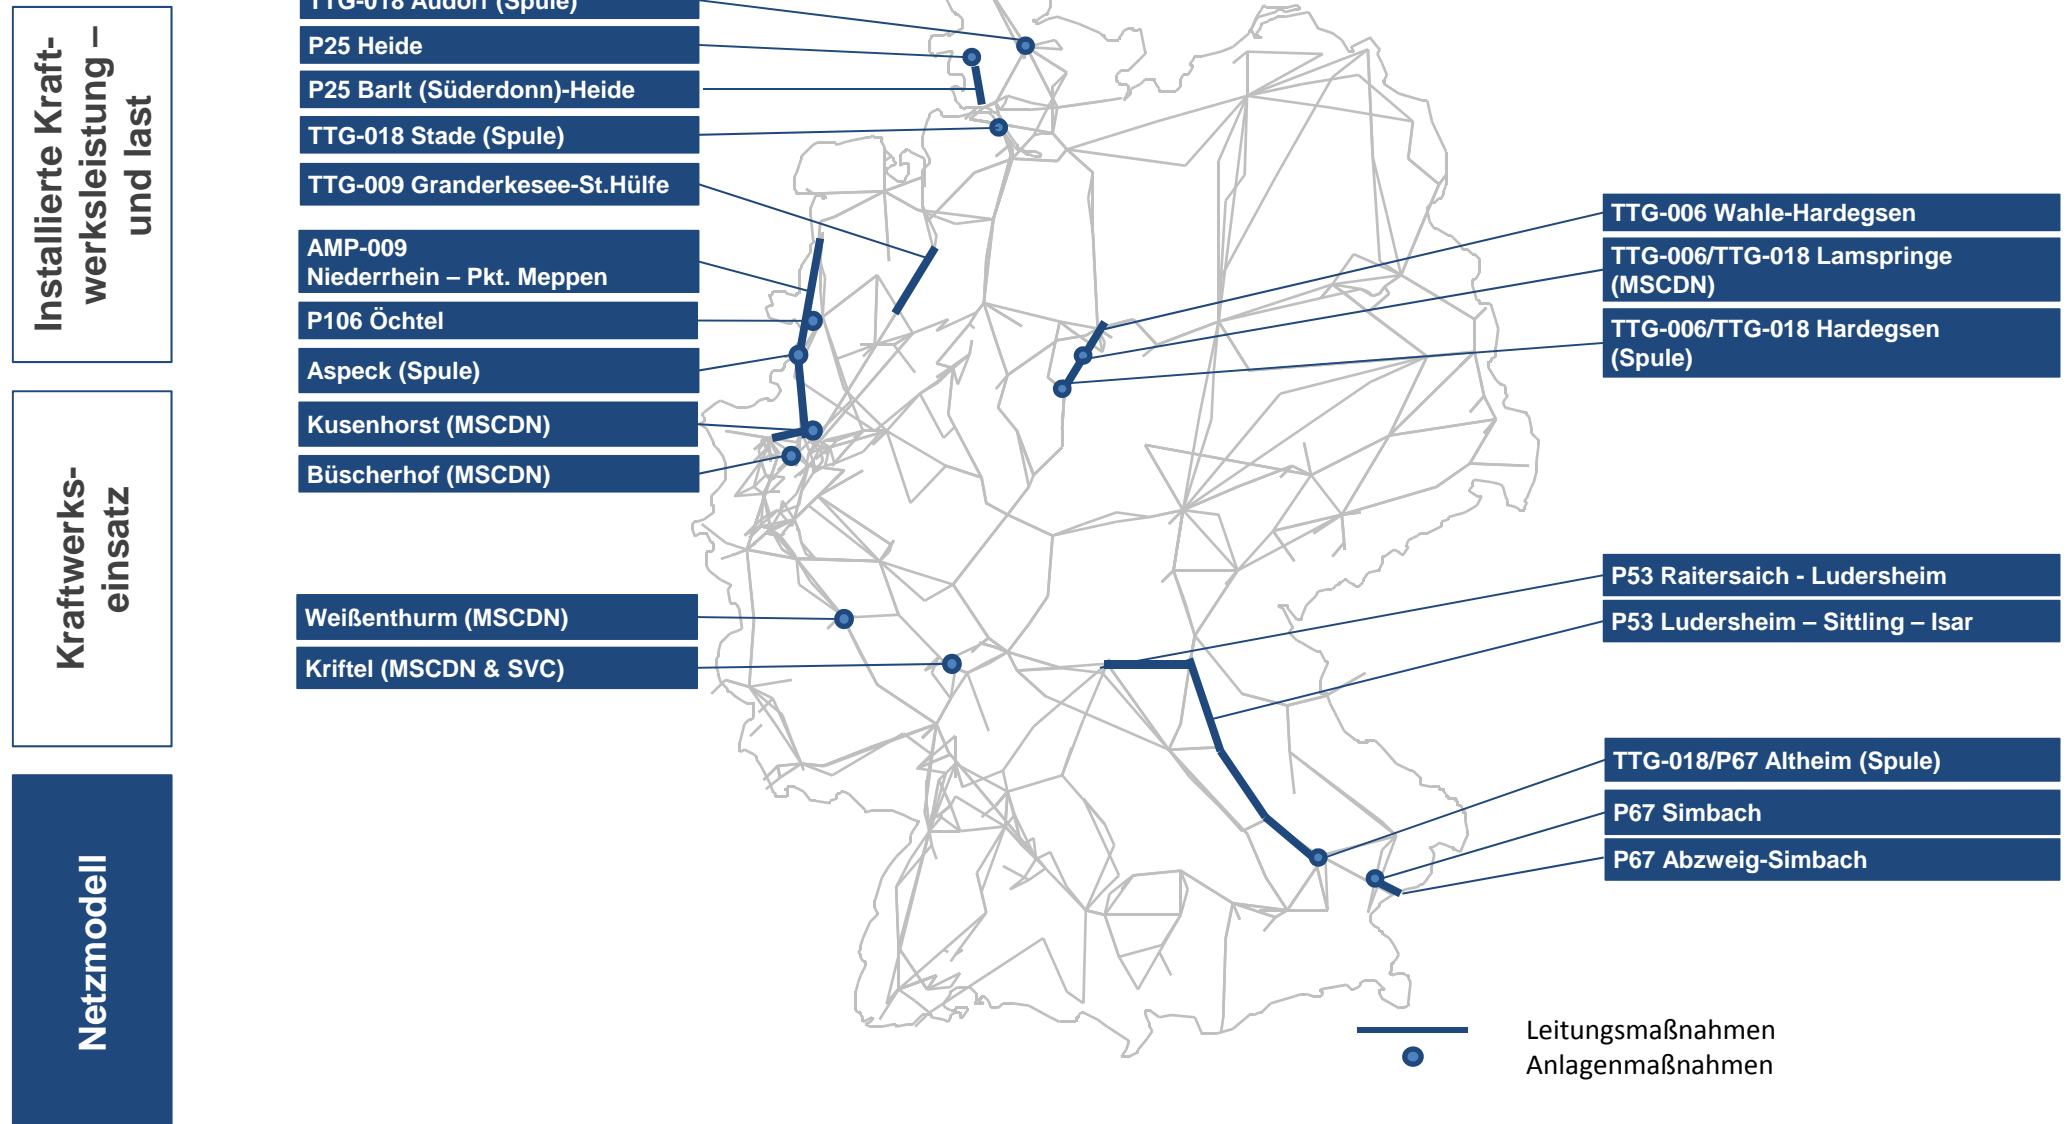 Installierte Kraft-
werksleistung –
und last
Kraftwerks-
einsatz
Netzmodell
TTG-018 Audorf (Spule)
P25 Heide
P25 Barlt (Süderdonn)-Heide
TTG-018 Stade (Spule)
TTG-009 Granderkesee-St.Hülfe
AMP-009
Niederrhein – Pkt. Meppen
P106 Öchtel
Aspeck (Spule)
Kusenhorst (MSCDN)
Büscherhof (MSCDN)
Weißenthurm (MSCDN)
Kriftel (MSCDN & SVC)
TTG-006 Wahle-Hardegsen
TTG-006/TTG-018 Lamspringe
(MSCDN)
TTG-006/TTG-018 Hardegsen
(Spule)
P53 Raitersaich - Ludersheim
P53 Ludersheim – Sittling – Isar
TTG-018/P67 Altheim (Spule)
P67 Simbach
P67 Abzweig-Simbach
Leitungsmaßnahmen
Anlagenmaßnahmen